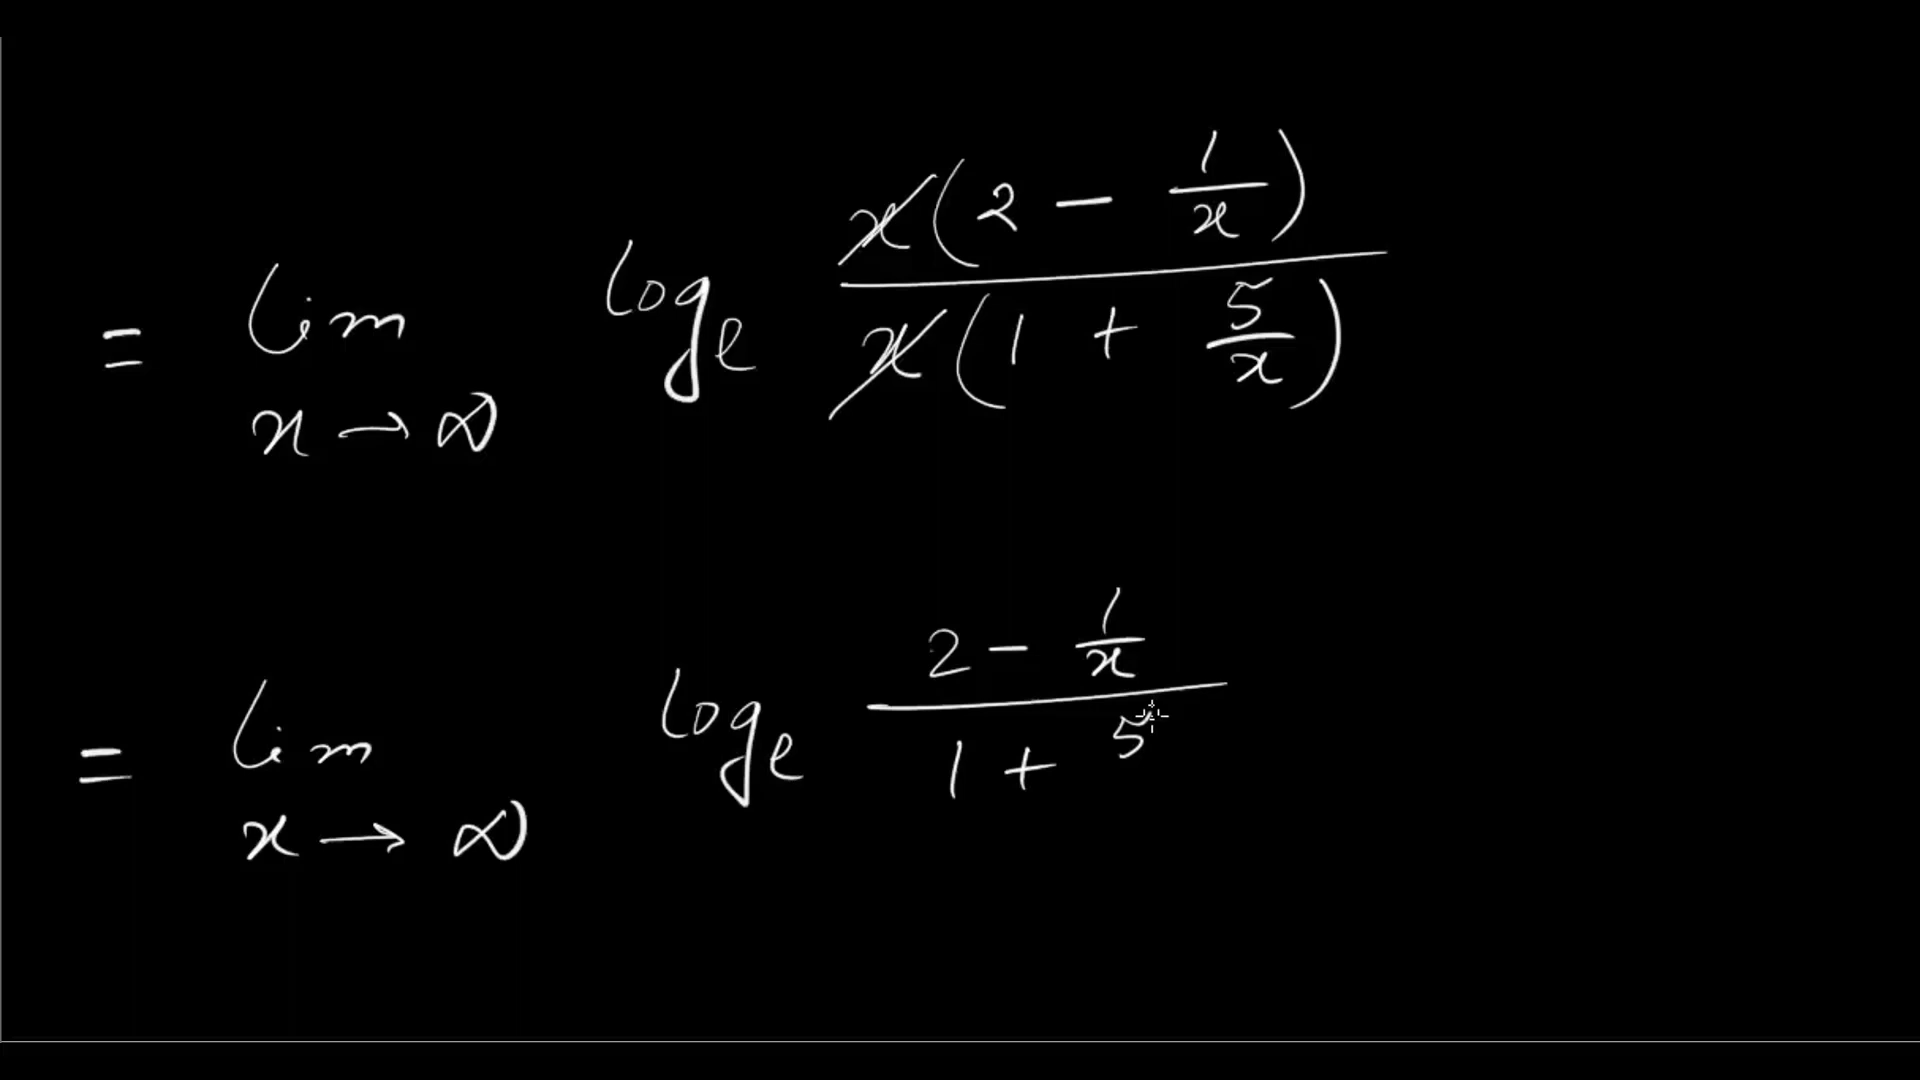 = lim x→∞ log_e x(2 - 1/x) / x(1 + 5/x)
= lim x→∞ log_e 2 - 1/x / 1 + 5